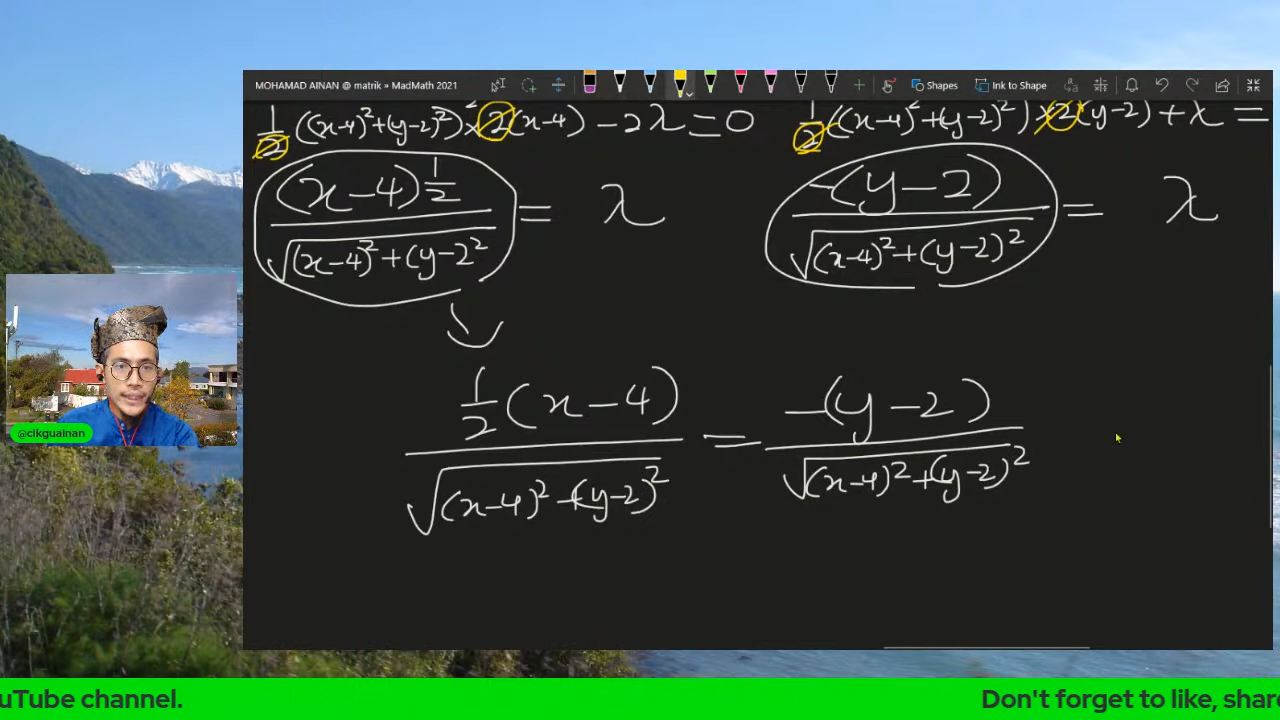 MOHAMAD AINAN @ matrik » MadMath 2021
Shapes
Ink to Shape
1/2((x-4)²+(y-2)²) × 2(x-4) - 2λ = 0
1/2((x-4)²+(y-2)²) × 2(y-2) + λ =
(x-4) 1/2 / √(x-4)²+(y-2² = λ
-(y-2) / √(x-4)²+(y-2)² = λ
1/2(x-4) / √(x-4)²+(y-2)² = -(y-2) / √(x-4)²+(y-2)²
@cikguainan
uTube channel.
Don't forget to like, share